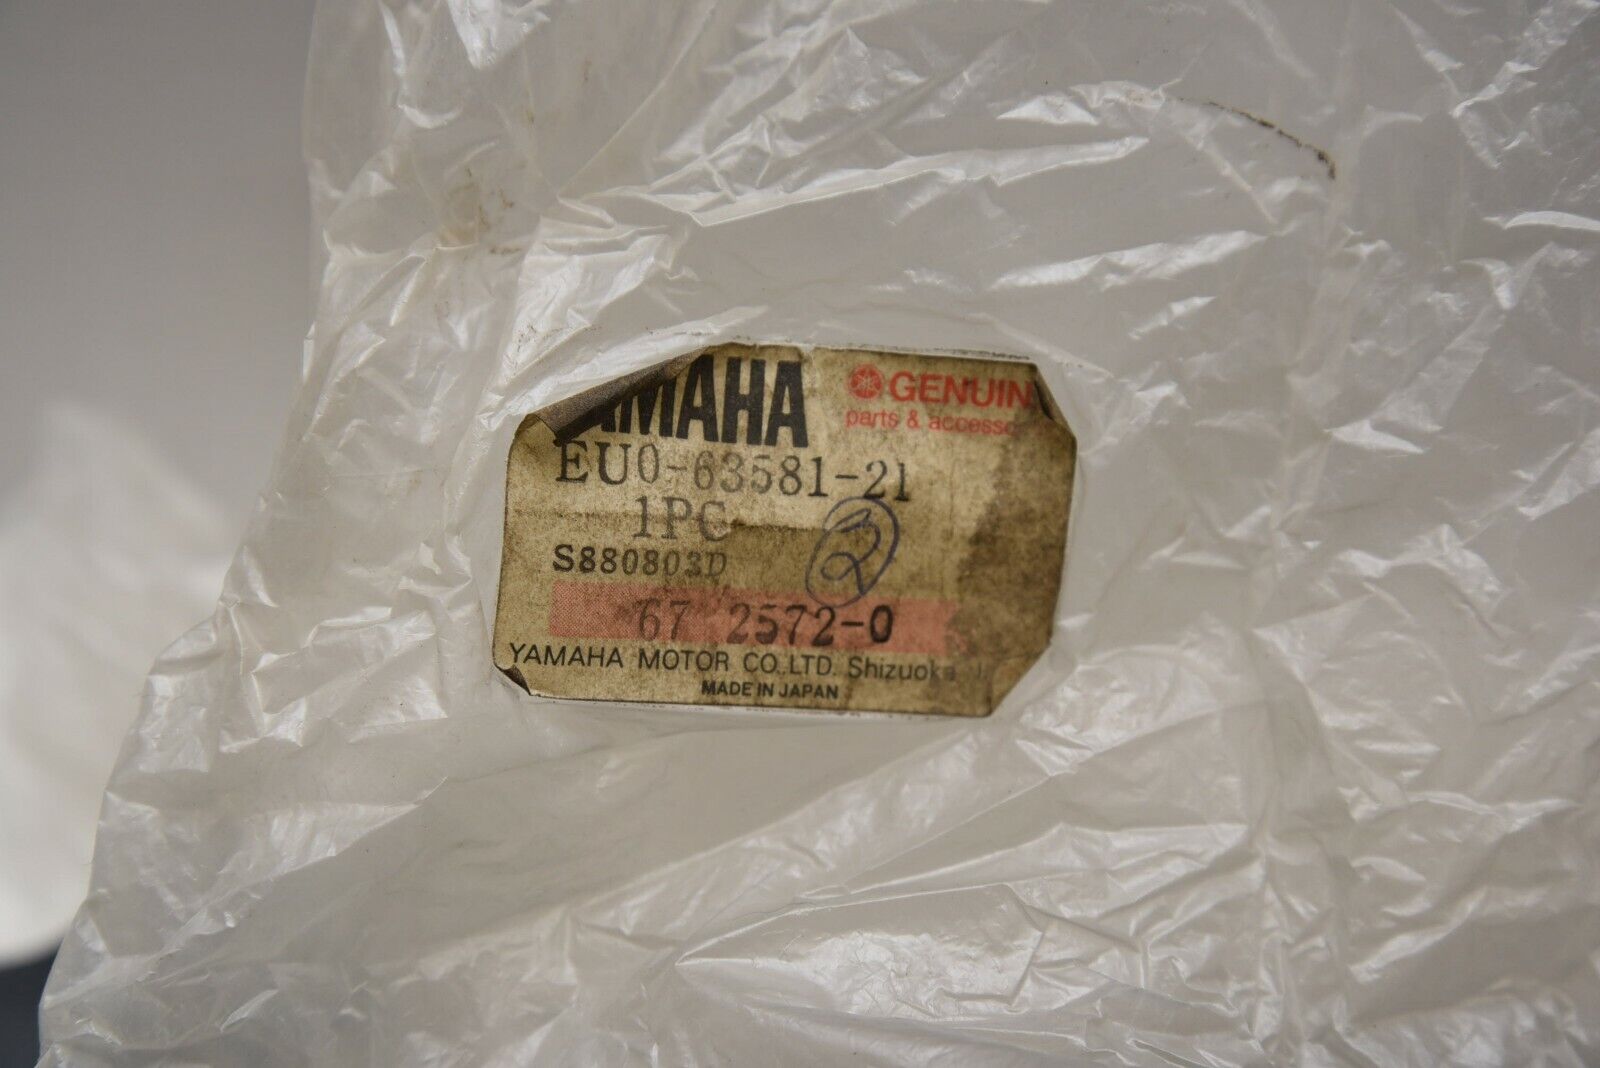 AMAHA
GENUIN
parts & accesso
EU0-63581-21
1PC
2
S880803D
67 2572-0
YAMAHA MOTOR CO.LTD. Shizuoka
MADE IN JAPAN